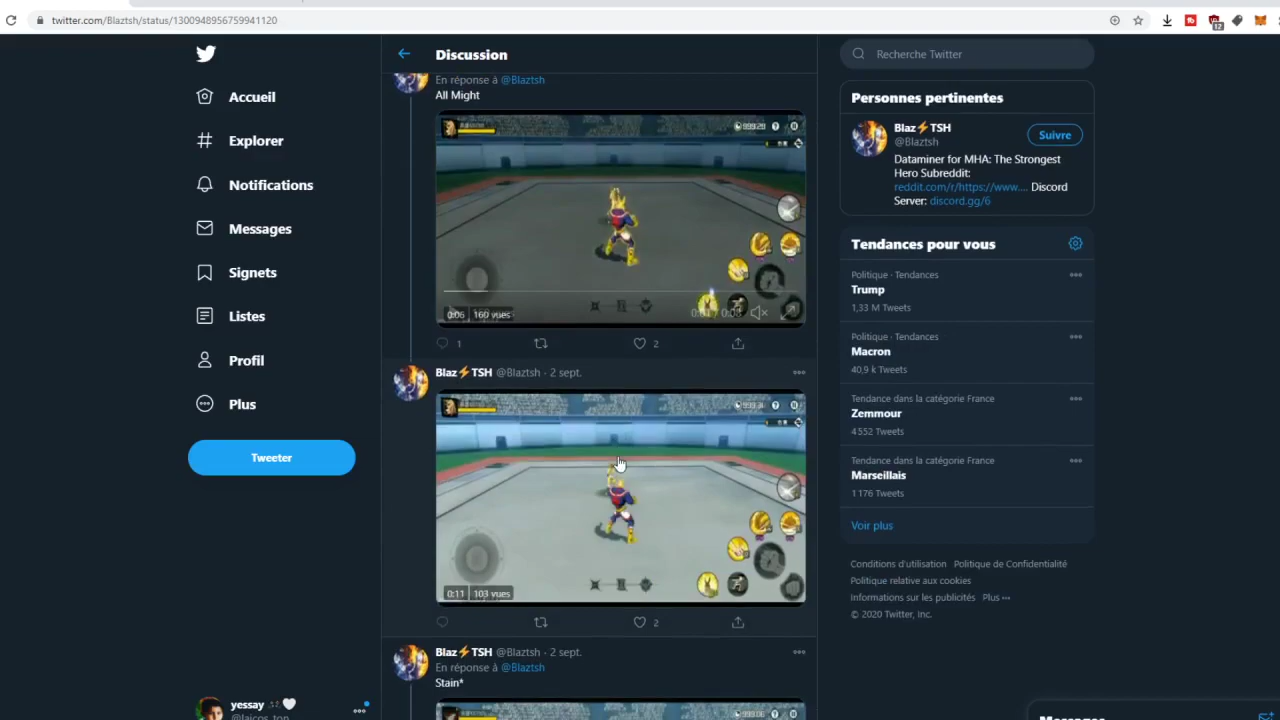 twitter.com/Blaztsh/status/1300948956759941120
12
Accueil
Explorer
Notifications
Messages
Signets
Listes
Profil
Plus
Tweeter
yessay
Discussion
En réponse à @Blaztsh
All Might
999:28
0:06 160 vues
1
2
Blaz⚡TSH @Blaztsh · 2 sept.
0:11 103 vues
2
Blaz⚡TSH @Blaztsh · 2 sept.
En réponse à @Blaztsh
Stain*
Recherche Twitter
Personnes pertinentes
Blaz⚡TSH
@Blaztsh
Suivre
Dataminer for MHA: The Strongest
Hero Subreddit:
reddit.com/r/https://www.... Discord
Server: discord.gg/6
Tendances pour vous
Politique · Tendances
Trump
1,33 M Tweets
Politique · Tendances
Macron
40,9 k Tweets
Tendance dans la catégorie France
Zemmour
4 552 Tweets
Tendance dans la catégorie France
Marseillais
1 176 Tweets
Voir plus
Conditions d'utilisation Politique de Confidentialité
Politique relative aux cookies
Informations sur les publicités Plus ···
© 2020 Twitter, Inc.
Messages